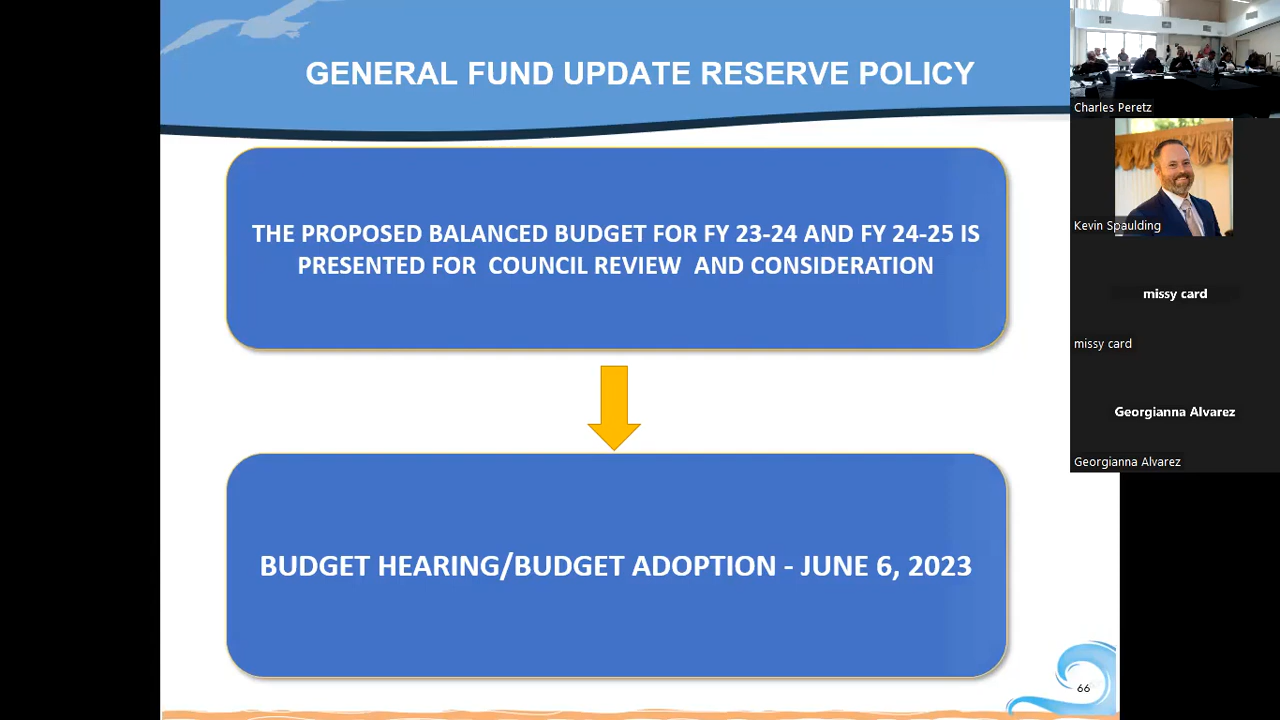 GENERAL FUND UPDATE RESERVE POLICY
THE PROPOSED BALANCED BUDGET FOR FY 23-24 AND FY 24-25 IS
PRESENTED FOR COUNCIL REVIEW AND CONSIDERATION
BUDGET HEARING/BUDGET ADOPTION - JUNE 6, 2023
66
Charles Peretz
Kevin Spaulding
missy card
missy card
Georgianna Alvarez
Georgianna Alvarez